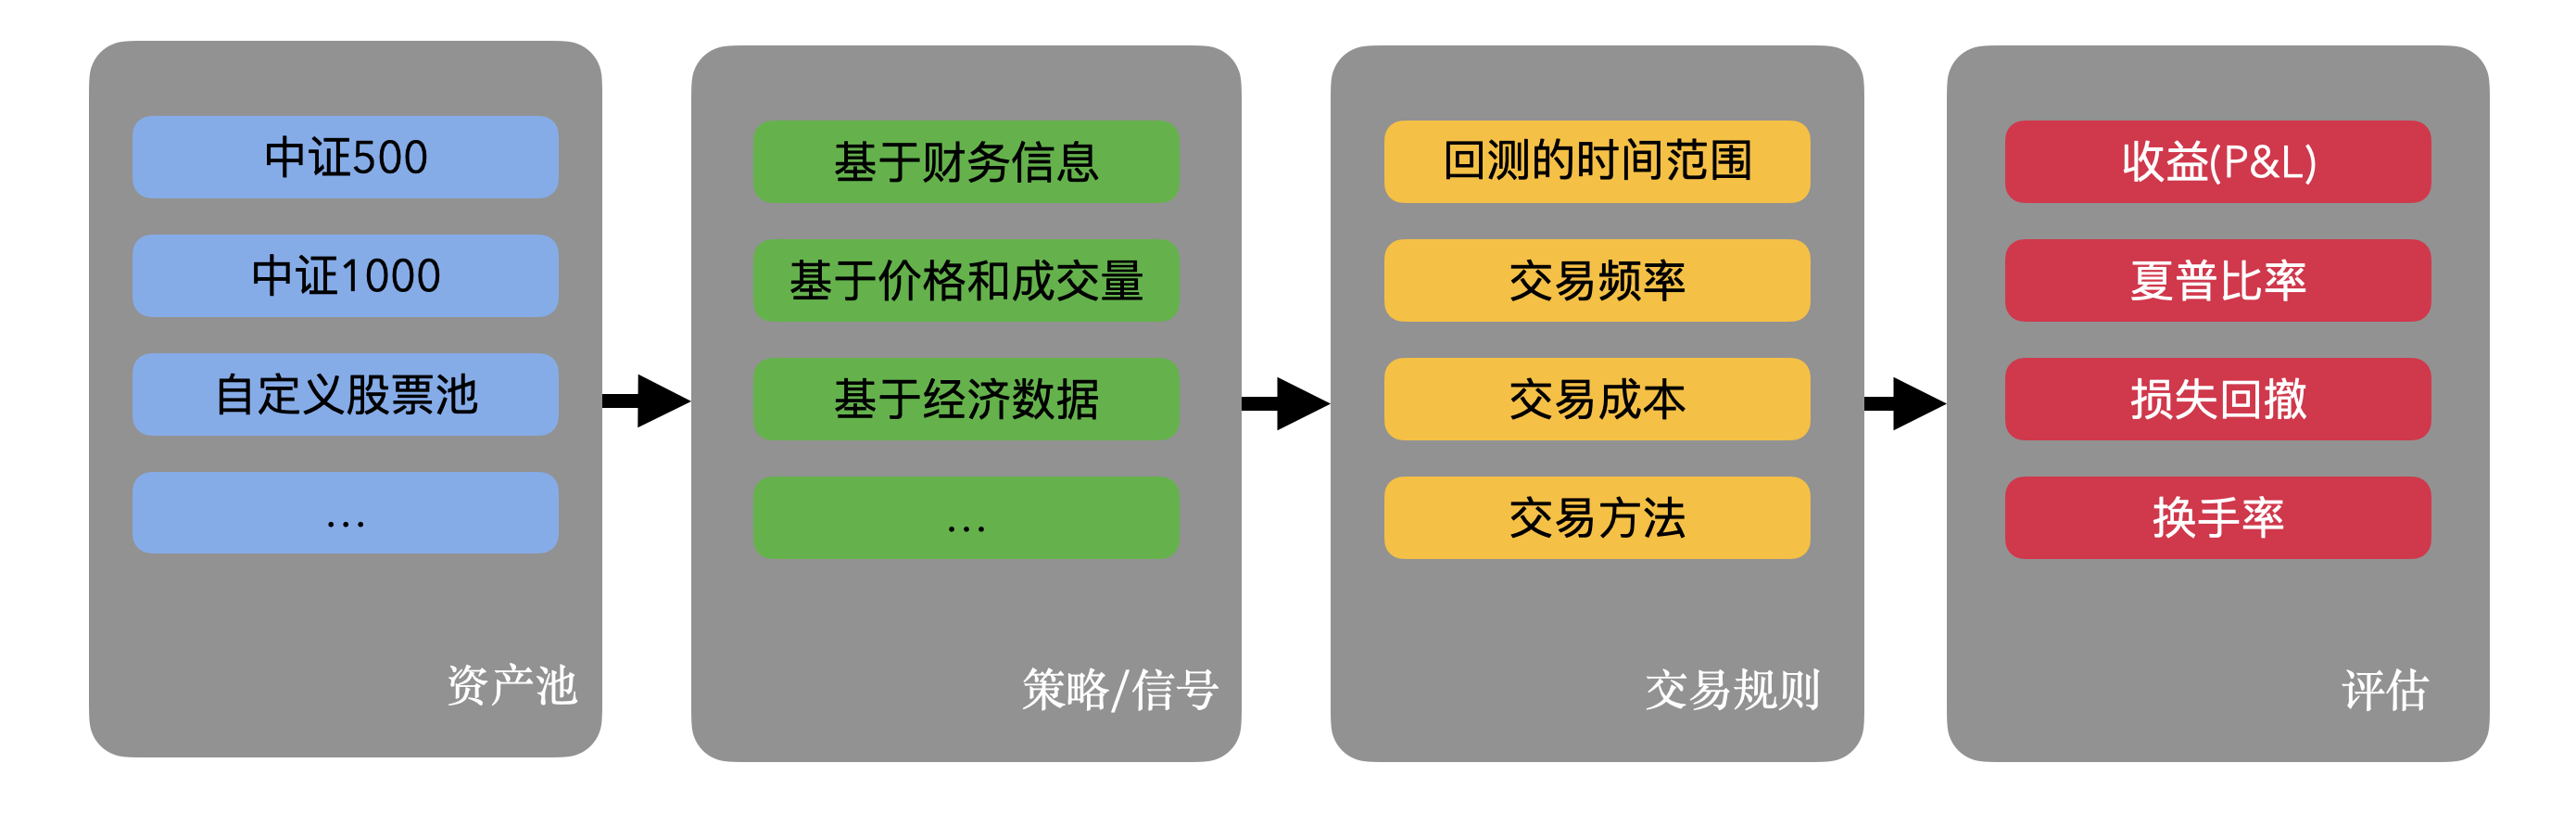 中证500
中证1000
自定义股票池
...
资产池
基于财务信息
基于价格和成交量
基于经济数据
...
策略/信号
回测的时间范围
交易频率
交易成本
交易方法
交易规则
收益(P&L)
夏普比率
损失回撤
换手率
评估